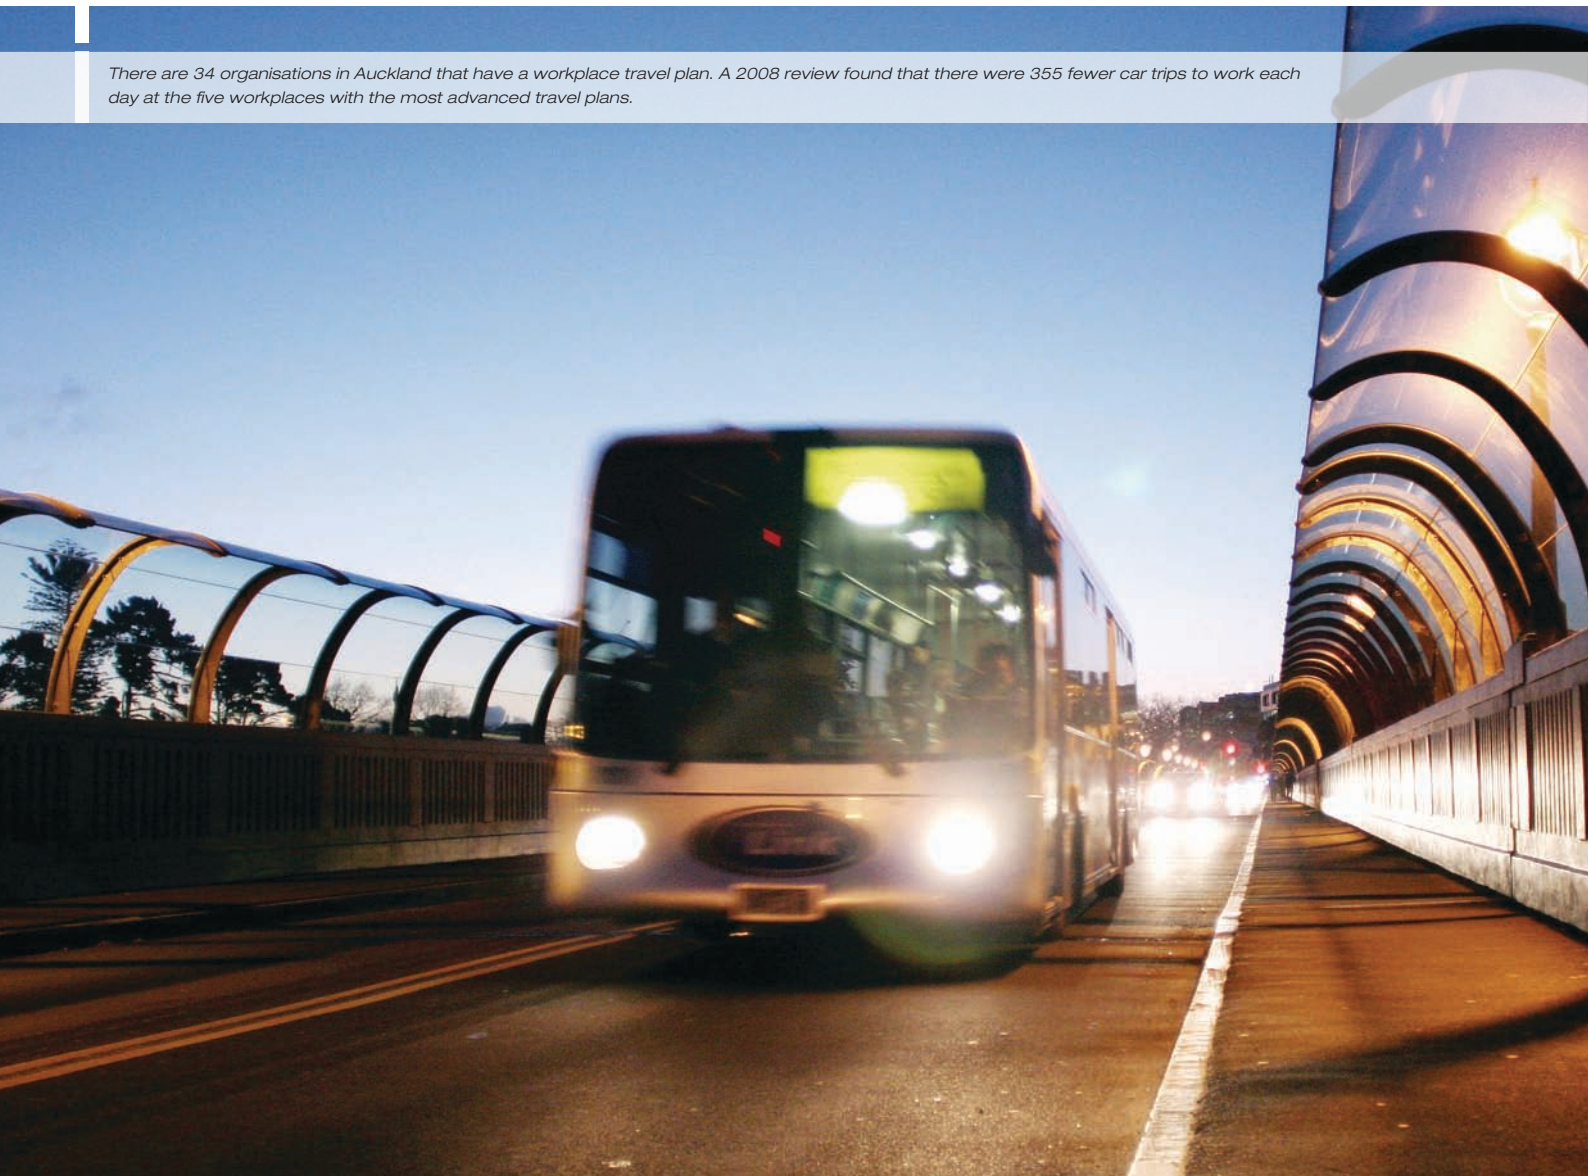 There are 34 organisations in Auckland that have a workplace travel plan. A 2008 review found that there were 355 fewer car trips to work each
day at the five workplaces with the most advanced travel plans.